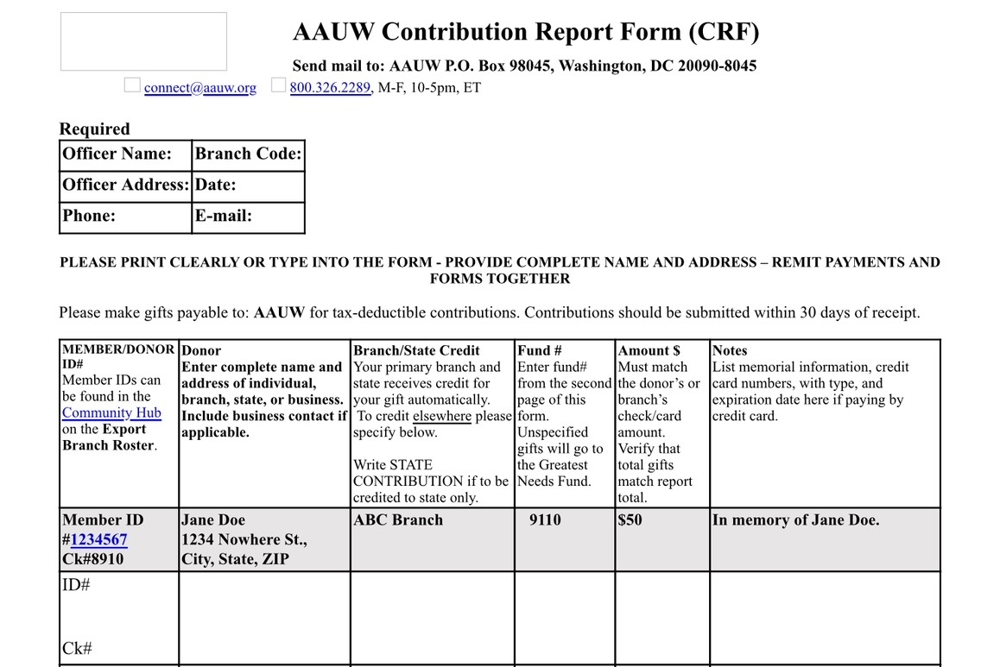 AAUW Contribution Report Form (CRF)
Send mail to: AAUW P.O. Box 98045, Washington, DC 20090-8045
connect@aauw.org 800.326.2289, M-F, 10-5pm, ET
Required
Officer Name: Branch Code:
Officer Address: Date:
Phone: E-mail:
PLEASE PRINT CLEARLY OR TYPE INTO THE FORM - PROVIDE COMPLETE NAME AND ADDRESS – REMIT PAYMENTS AND
FORMS TOGETHER
Please make gifts payable to: AAUW for tax-deductible contributions. Contributions should be submitted within 30 days of receipt.
MEMBER/DONOR
ID#
Member IDs can
be found in the
Community Hub
on the Export
Branch Roster.
Donor
Enter complete name and
address of individual,
branch, state, or business.
Include business contact if
applicable.
Branch/State Credit
Your primary branch and
state receives credit for
your gift automatically.
To credit elsewhere please
specify below.
Write STATE
CONTRIBUTION if to be
credited to state only.
Fund #
Enter fund#
from the second
page of this
form.
Unspecified
gifts will go to
the Greatest
Needs Fund.
Amount $
Must match
the donor’s or
branch’s
check/card
amount.
Verify that
total gifts
match report
total.
Notes
List memorial information, credit
card numbers, with type, and
expiration date here if paying by
credit card.
Member ID
#1234567
Ck#8910
Jane Doe
1234 Nowhere St.,
City, State, ZIP
ABC Branch
9110
$50
In memory of Jane Doe.
ID#
Ck#